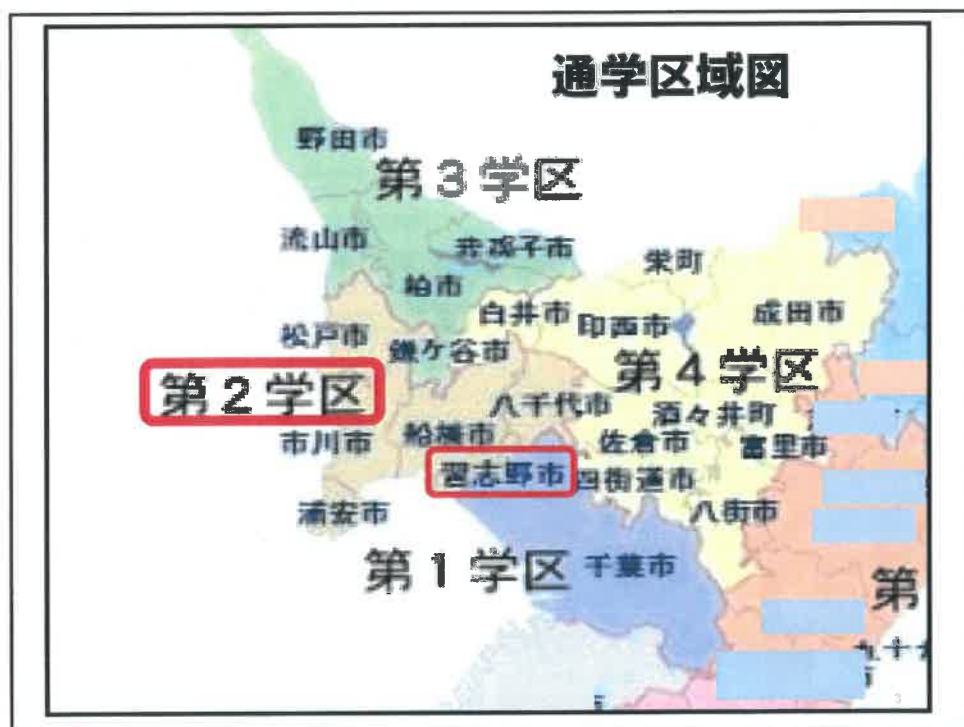 通学区域図
野田市
第3学区
流山市
我孫子市
栄町
柏市
白井市
印西市
成田市
松戸市
鎌ケ谷市
第4学区
第2学区
八千代市
酒々井町
市川市
船橋市
佐倉市
富里市
習志野市
四街道市
浦安市
八街市
第1学区
千葉市
第
九十
市
3